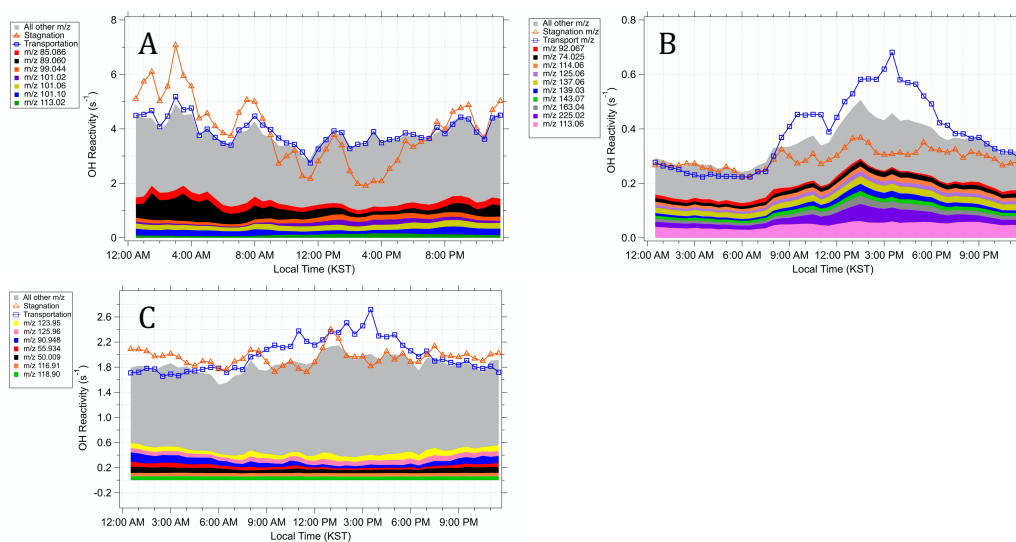 All other m/z
Stagnation
Transportation
m/z 85.086
m/z 89.060
m/z 99.044
m/z 101.02
m/z 101.06
m/z 101.10
m/z 113.02
A
OH Reactivity (s⁻¹)
8
6
4
2
0
12:00 AM 4:00 AM 8:00 AM 12:00 PM 4:00 PM 8:00 PM
Local Time (KST)
All other m/z
Stagnation m/z
Transport m/z
m/z 92.067
m/z 74.025
m/z 114.06
m/z 125.06
m/z 137.06
m/z 139.03
m/z 143.07
m/z 163.04
m/z 225.02
m/z 113.06
B
OH Reactivity (s⁻¹)
0.8
0.6
0.4
0.2
0.0
12:00 AM 3:00 AM 6:00 AM 9:00 AM 12:00 PM 3:00 PM 6:00 PM 9:00 PM
Local Time (KST)
All other m/z
Stagnation
Transportation
m/z 123.95
m/z 125.96
m/z 90.948
m/z 55.934
m/z 50.009
m/z 116.91
m/z 118.90
C
OH Reactivity (s⁻¹)
2.6
2.2
1.8
1.4
1.0
0.6
0.2
-0.2
12:00 AM 3:00 AM 6:00 AM 9:00 AM 12:00 PM 3:00 PM 6:00 PM 9:00 PM
Local Time (KST)